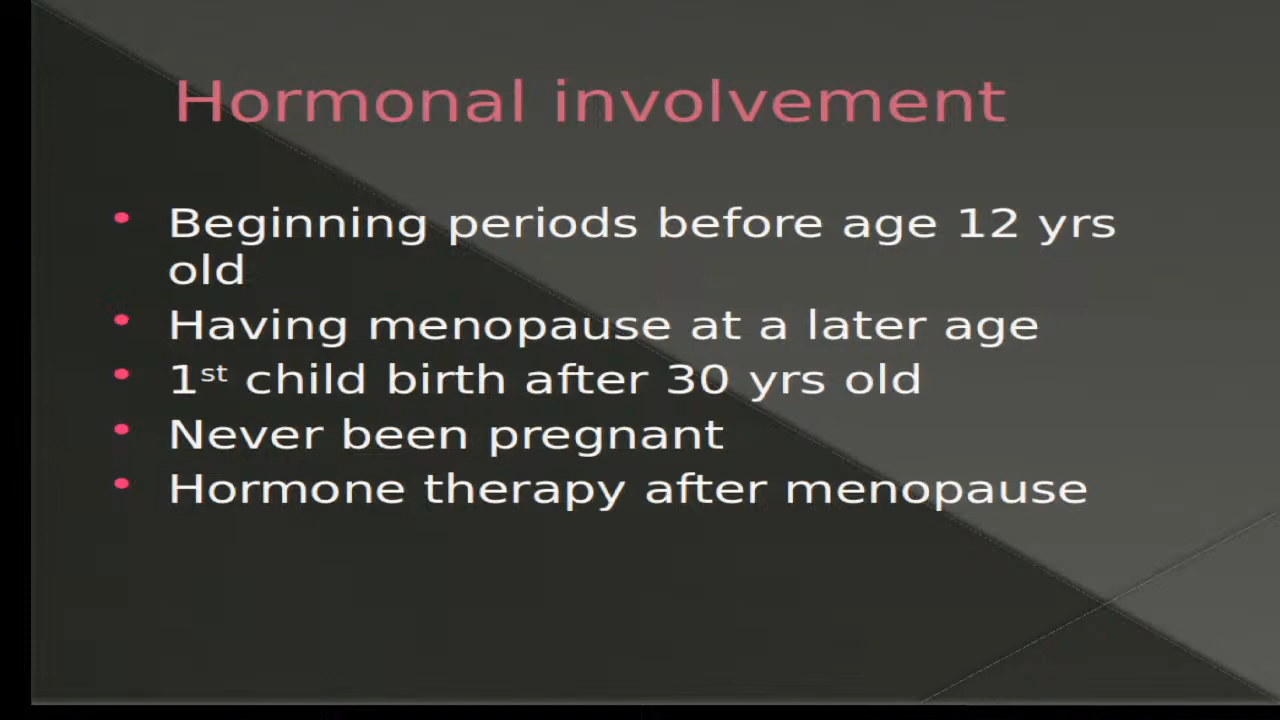 Hormonal involvement
• Beginning periods before age 12 yrs
old
• Having menopause at a later age
• 1st child birth after 30 yrs old
• Never been pregnant
• Hormone therapy after menopause